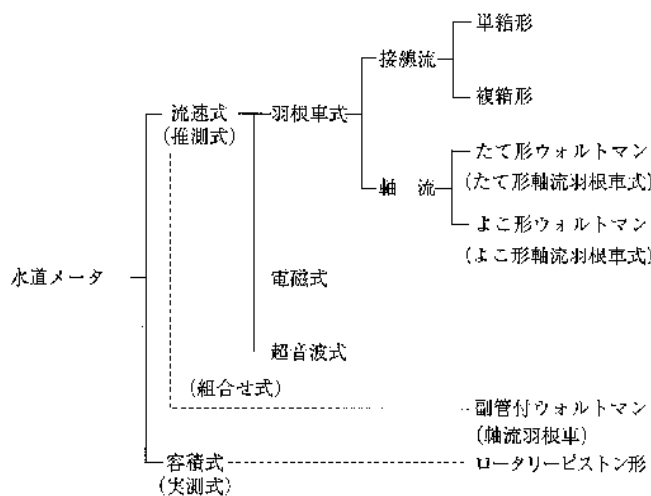 単箱形
接線流
複箱形
流速式
羽根車式
(推測式)
たて形ウォルトマン
軸 流
(たて形軸流羽根車式)
よこ形ウォルトマン
(よこ形軸流羽根車式)
水道メータ
電磁式
超音波式
(組合せ式)
副管付ウォルトマン
(軸流羽根車)
容積式
ロータリーピストン形
(実測式)